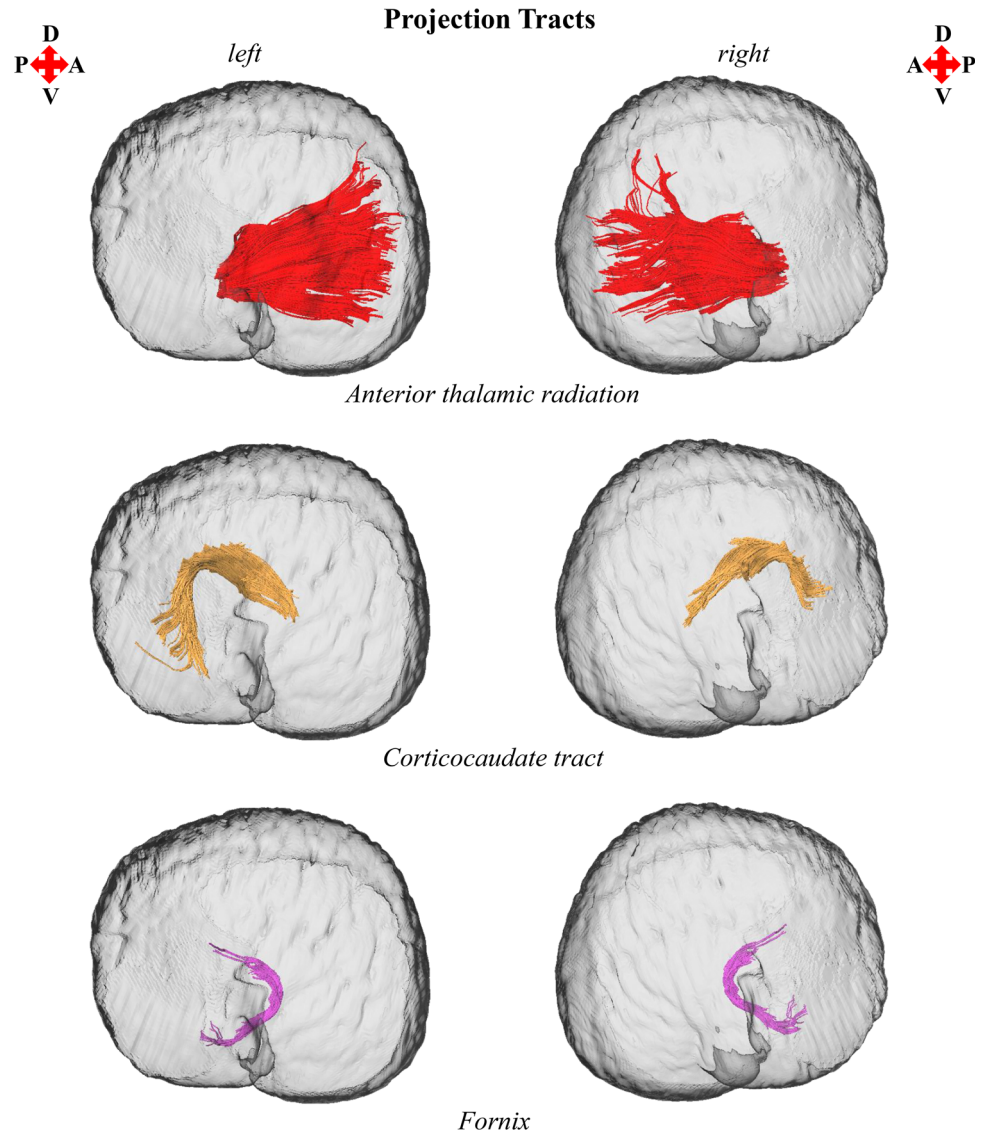 Projection Tracts
D
D
left
right
P A
A P
V
V
Anterior thalamic radiation
Corticocaudate tract
Fornix